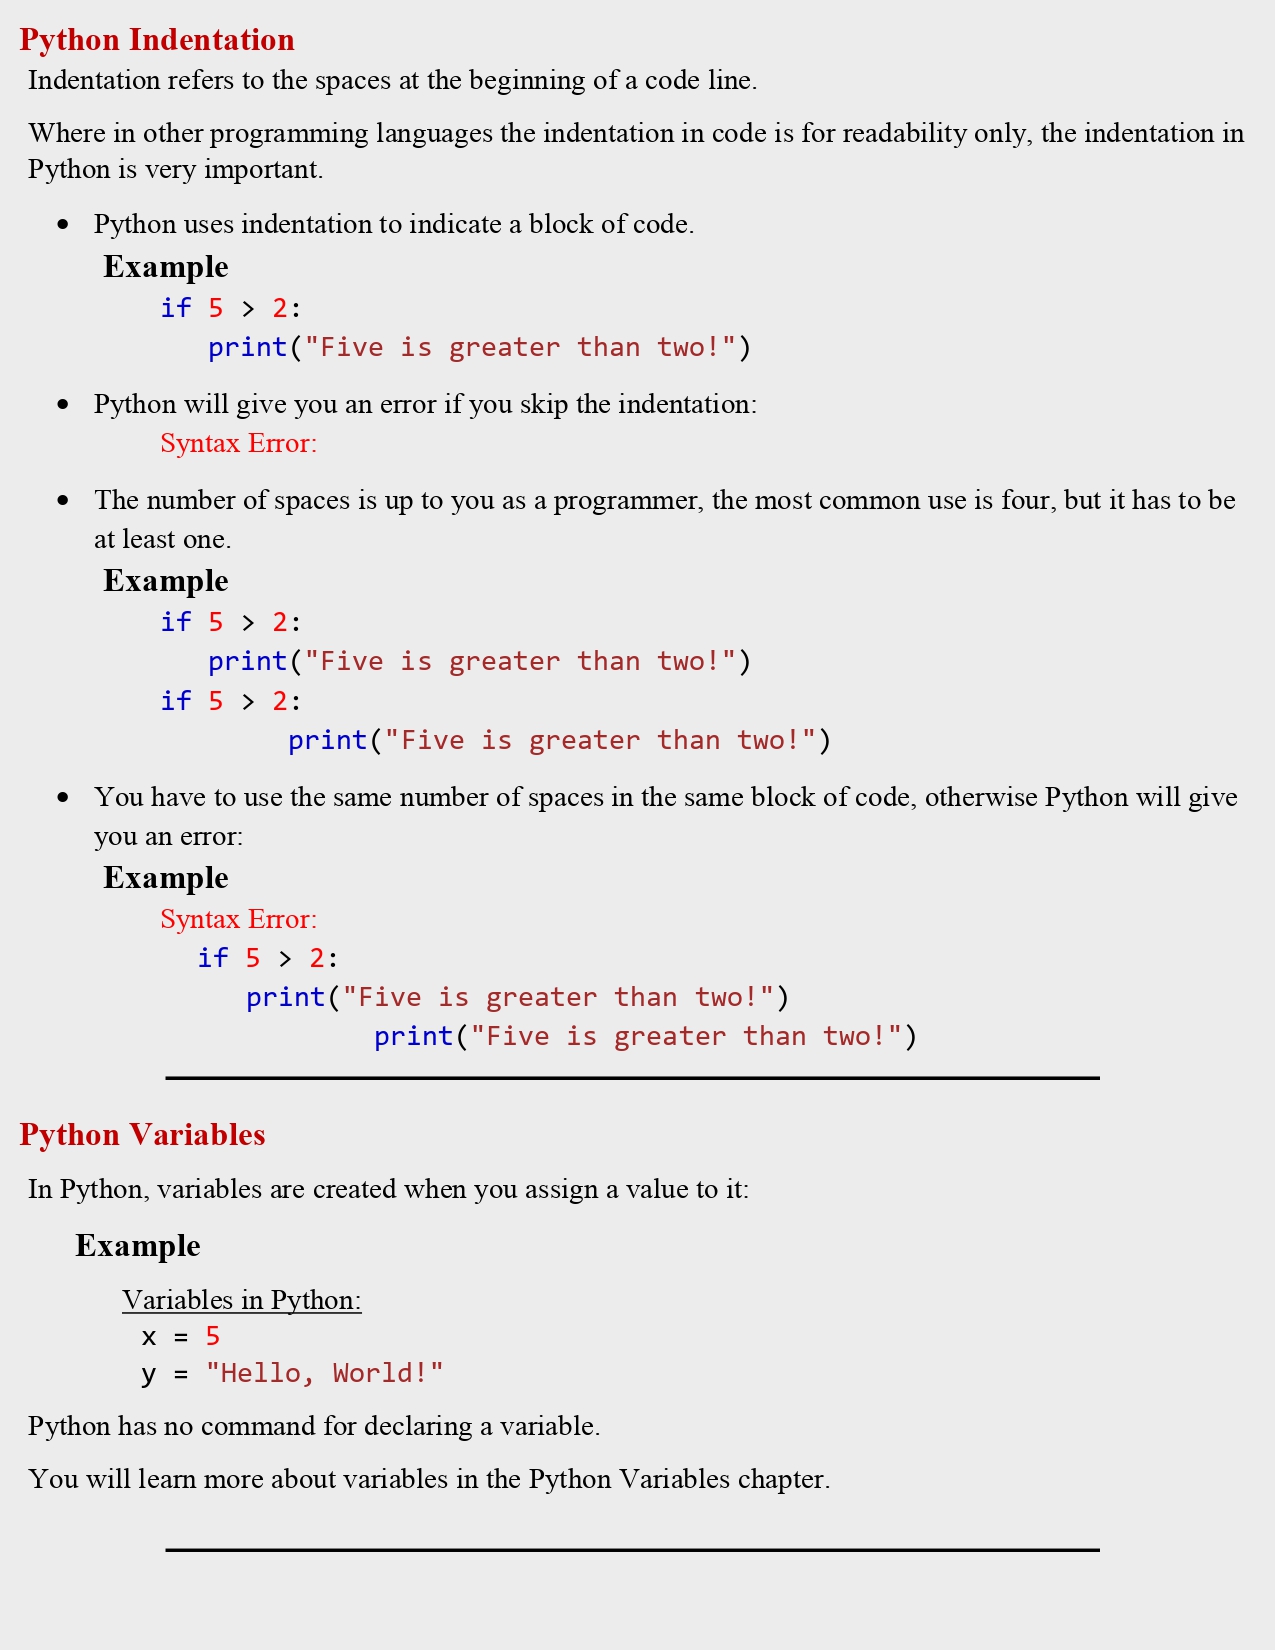 Python Indentation
Indentation refers to the spaces at the beginning of a code line.
Where in other programming languages the indentation in code is for readability only, the indentation in
Python is very important.
• Python uses indentation to indicate a block of code.
Example
if 5 > 2:
   print("Five is greater than two!")
• Python will give you an error if you skip the indentation:
Syntax Error:
• The number of spaces is up to you as a programmer, the most common use is four, but it has to be
at least one.
Example
if 5 > 2:
   print("Five is greater than two!")
if 5 > 2:
        print("Five is greater than two!")
• You have to use the same number of spaces in the same block of code, otherwise Python will give
you an error:
Example
Syntax Error:
if 5 > 2:
   print("Five is greater than two!")
           print("Five is greater than two!")
Python Variables
In Python, variables are created when you assign a value to it:
Example
Variables in Python:
x = 5
y = "Hello, World!"
Python has no command for declaring a variable.
You will learn more about variables in the Python Variables chapter.